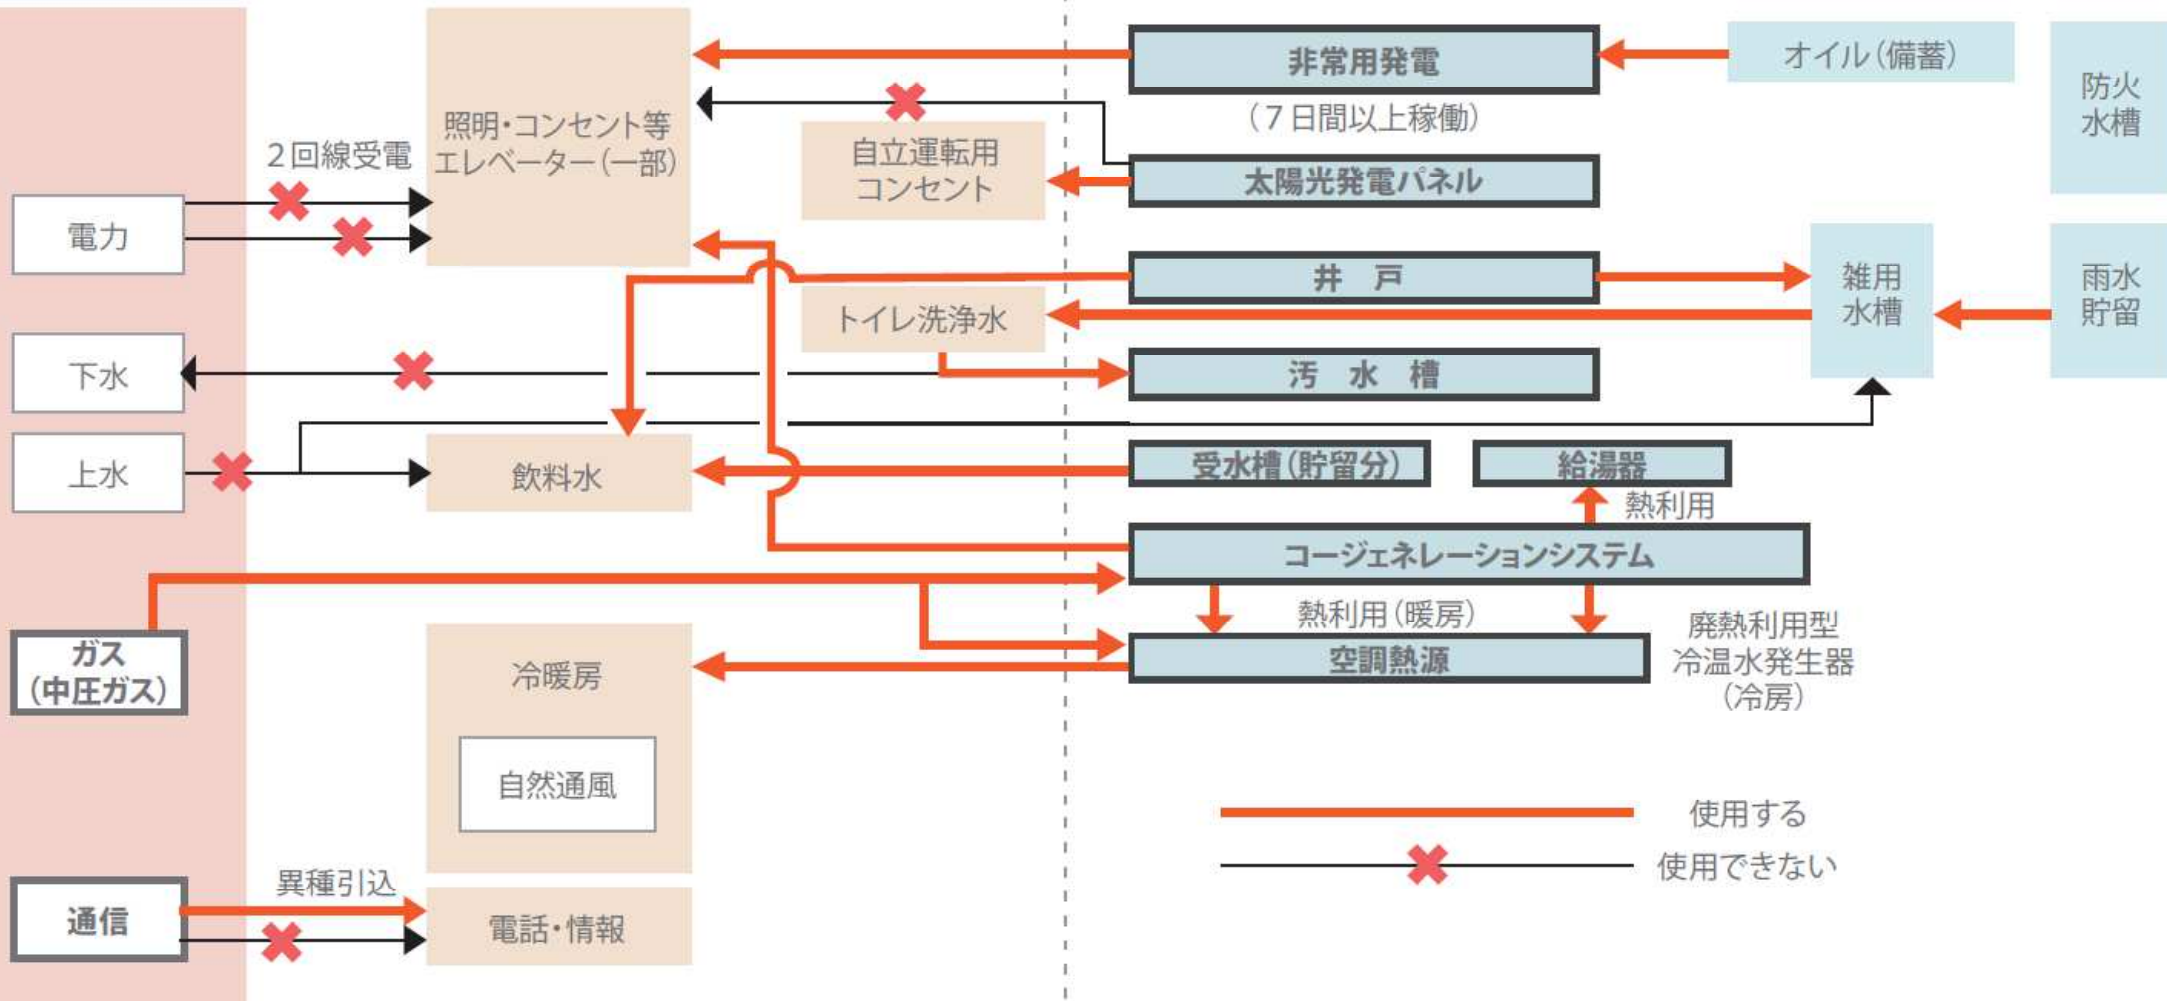 非常用発電
(７日間以上稼働)
オイル(備蓄)
防火
水槽
照明・コンセント等
エレベーター(一部)
２回線受電
自立運転用
コンセント
太陽光発電パネル
電力
井　戸
雑用
水槽
雨水
貯留
トイレ洗浄水
下水
汚　水　槽
上水
飲料水
受水槽(貯留分)
給湯器
熱利用
コージェネレーションシステム
ガス
(中圧ガス)
熱利用(暖房)
空調熱源
廃熱利用型
冷温水発生器
(冷房)
冷暖房
自然通風
使用する
使用できない
異種引込
通信
電話・情報